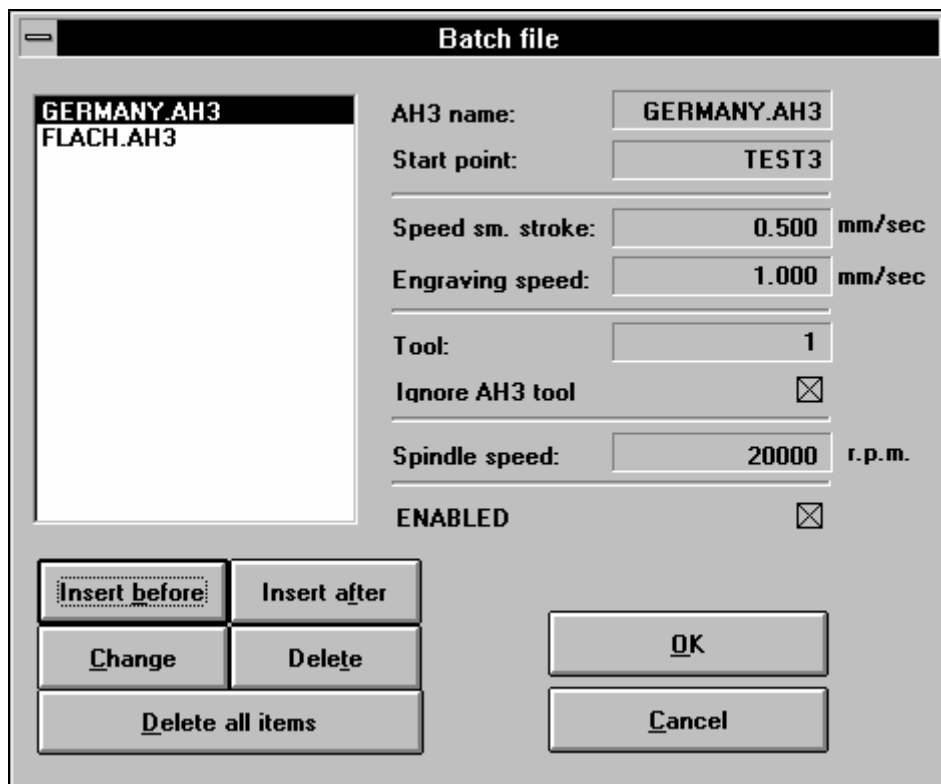 Batch file
GERMANY.AH3
FLACH.AH3
AH3 name: GERMANY.AH3
Start point: TEST3
Speed sm. stroke: 0.500 mm/sec
Engraving speed: 1.000 mm/sec
Tool: 1
Ignore AH3 tool
Spindle speed: 20000 r.p.m.
ENABLED
Insert before Insert after
Change Delete
Delete all items
OK
Cancel